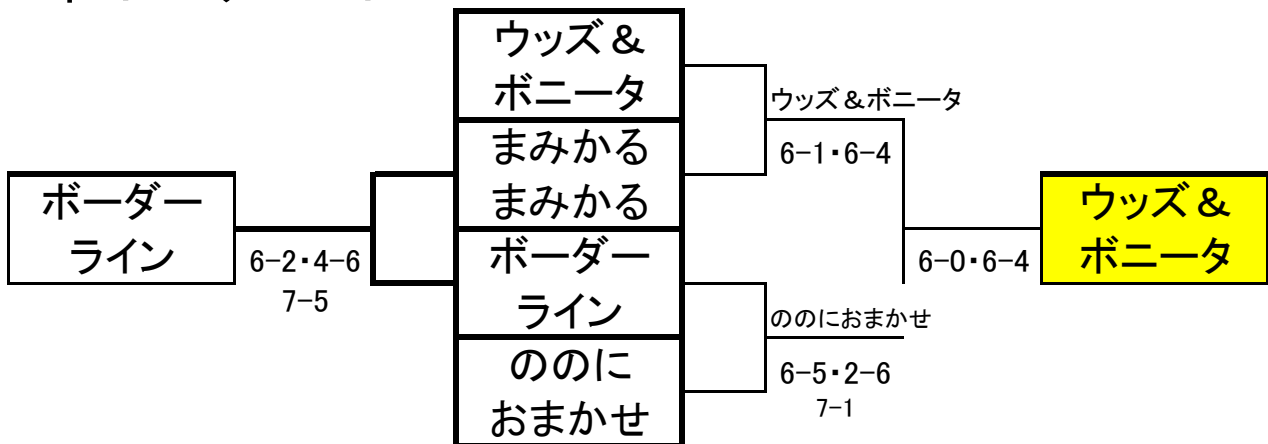 ウッズ&
ボニータ
まみかる
まみかる
ボーダー
ライン
ののに
おまかせ
ボーダー
ライン
6-2・4-6
7-5
ウッズ&ボニータ
6-1・6-4
ののにおまかせ
6-5・2-6
7-1
6-0・6-4
ウッズ&
ボニータ